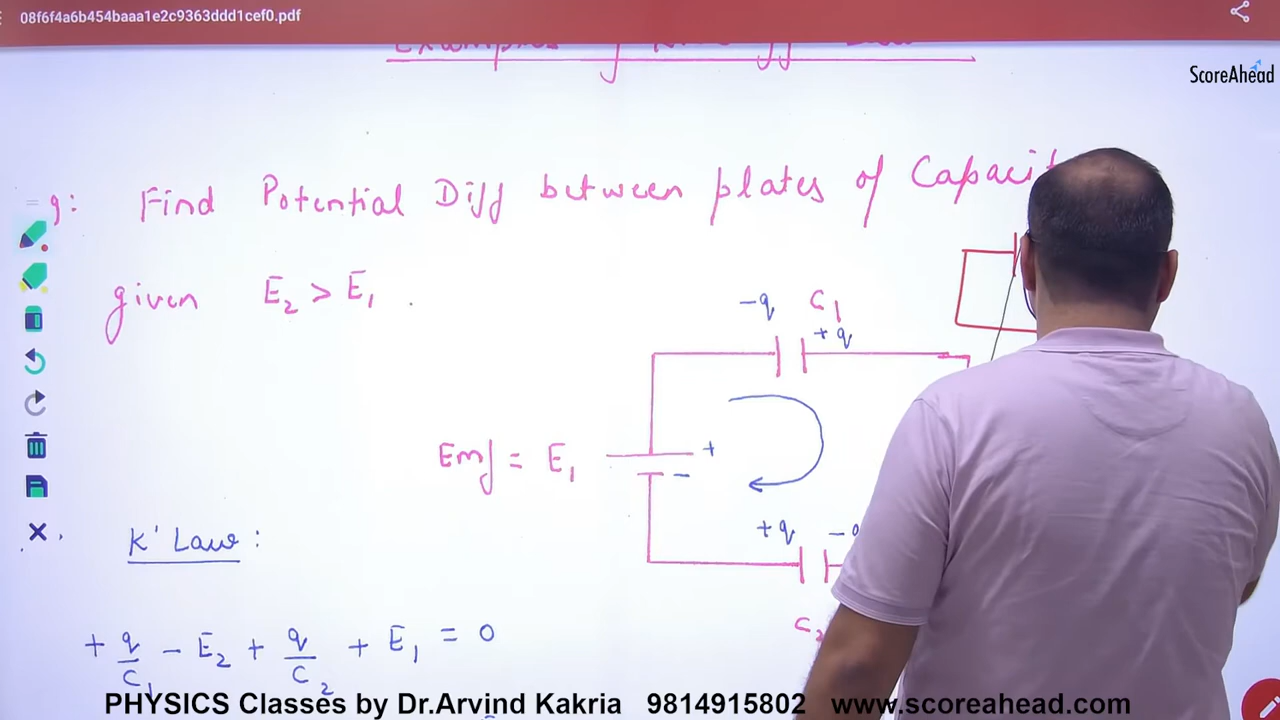 08f6f4a6b454baaa1e2c9363ddd1cef0.pdf
ScoreAhead
g: Find Potential Diff between plates of
given E₂ > E₁ .
-q C₁
+q
Emf = E₁
+
-
+q
C₂
K' Law :
+ q/C₁ - E₂ + q/C₂ + E₁ = 0
PHYSICS Classes by Dr.Arvind Kakria 9814915802 www.scoreahead.com